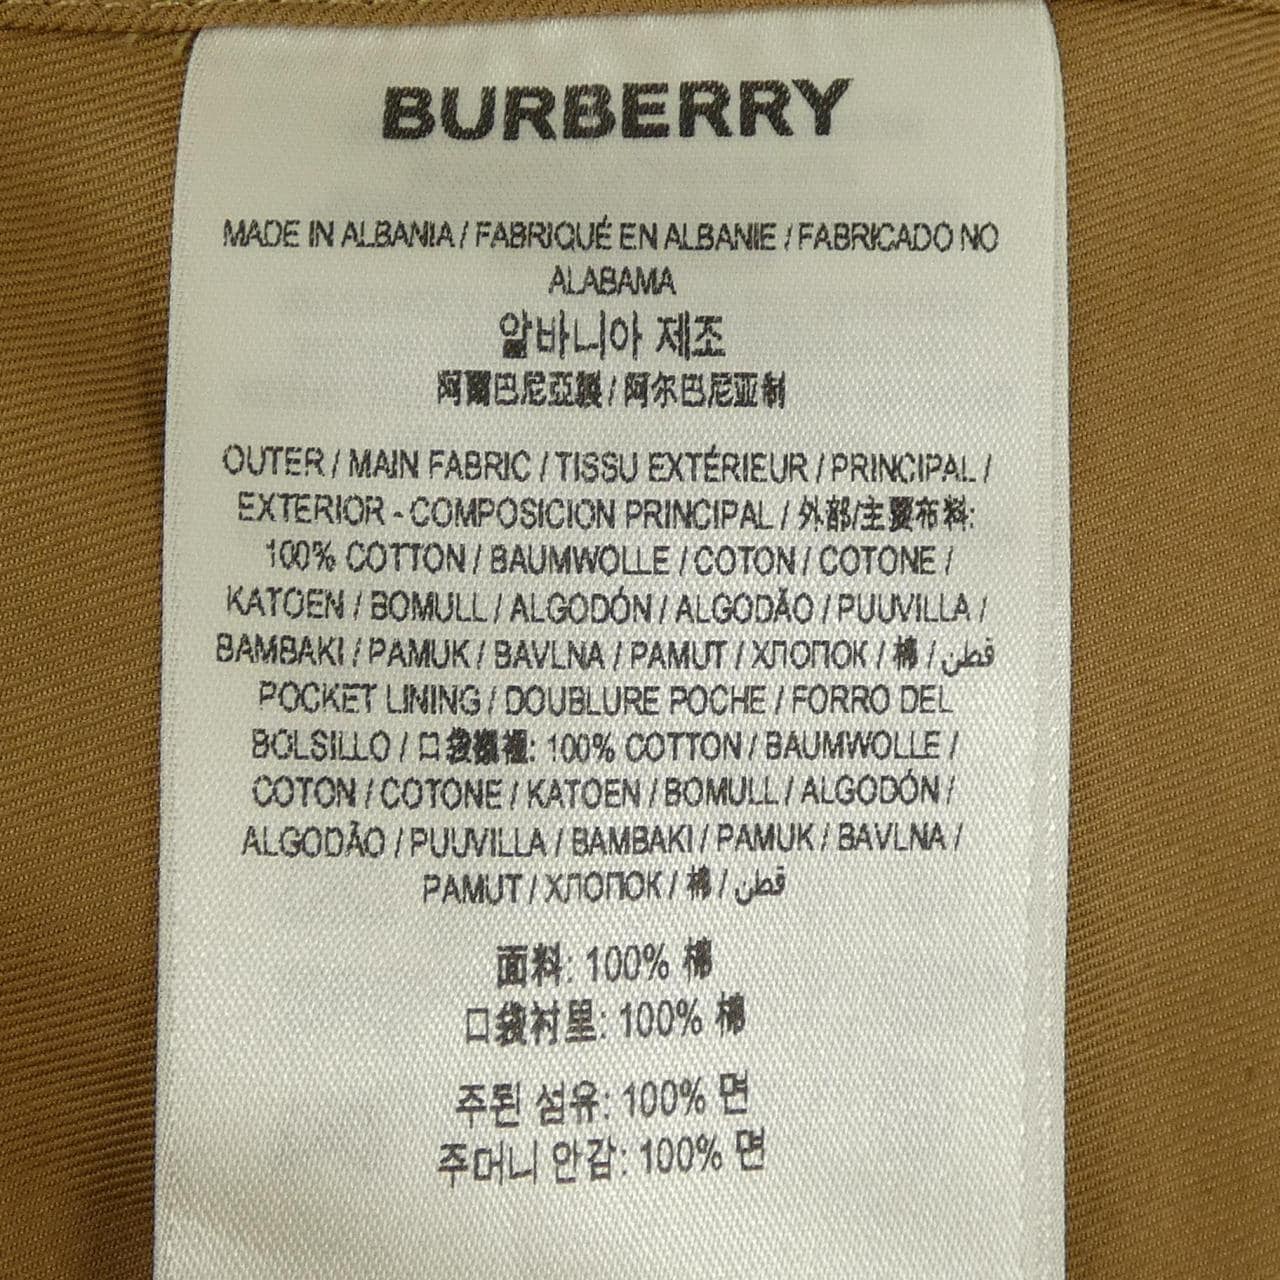 BURBERRY
MADE IN ALBANIA / FABRIQUÉ EN ALBANIE / FABRICADO NO
ALABAMA
알바니아 제조
阿爾巴尼亞製 / 阿尔巴尼亚制
OUTER / MAIN FABRIC / TISSU EXTÉRIEUR / PRINCIPAL /
EXTERIOR - COMPOSICION PRINCIPAL / 外部/主要布料:
100% COTTON / BAUMWOLLE / COTON / COTONE /
KATOEN / BOMULL / ALGODÓN / ALGODÃO / PUUVILLA /
BAMBAKI / PAMUK / BAVLNA / PAMUT / ХЛОПОК / 棉 / قطن
POCKET LINING / DOUBLURE POCHE / FORRO DEL
BOLSILLO / 口袋襯裡: 100% COTTON / BAUMWOLLE /
COTON / COTONE / KATOEN / BOMULL / ALGODÓN /
ALGODÃO / PUUVILLA / BAMBAKI / PAMUK / BAVLNA /
PAMUT / ХЛОПОК / 棉 / قطن
面料: 100% 棉
口袋衬里: 100% 棉
주된 섬유: 100% 면
주머니 안감: 100% 면